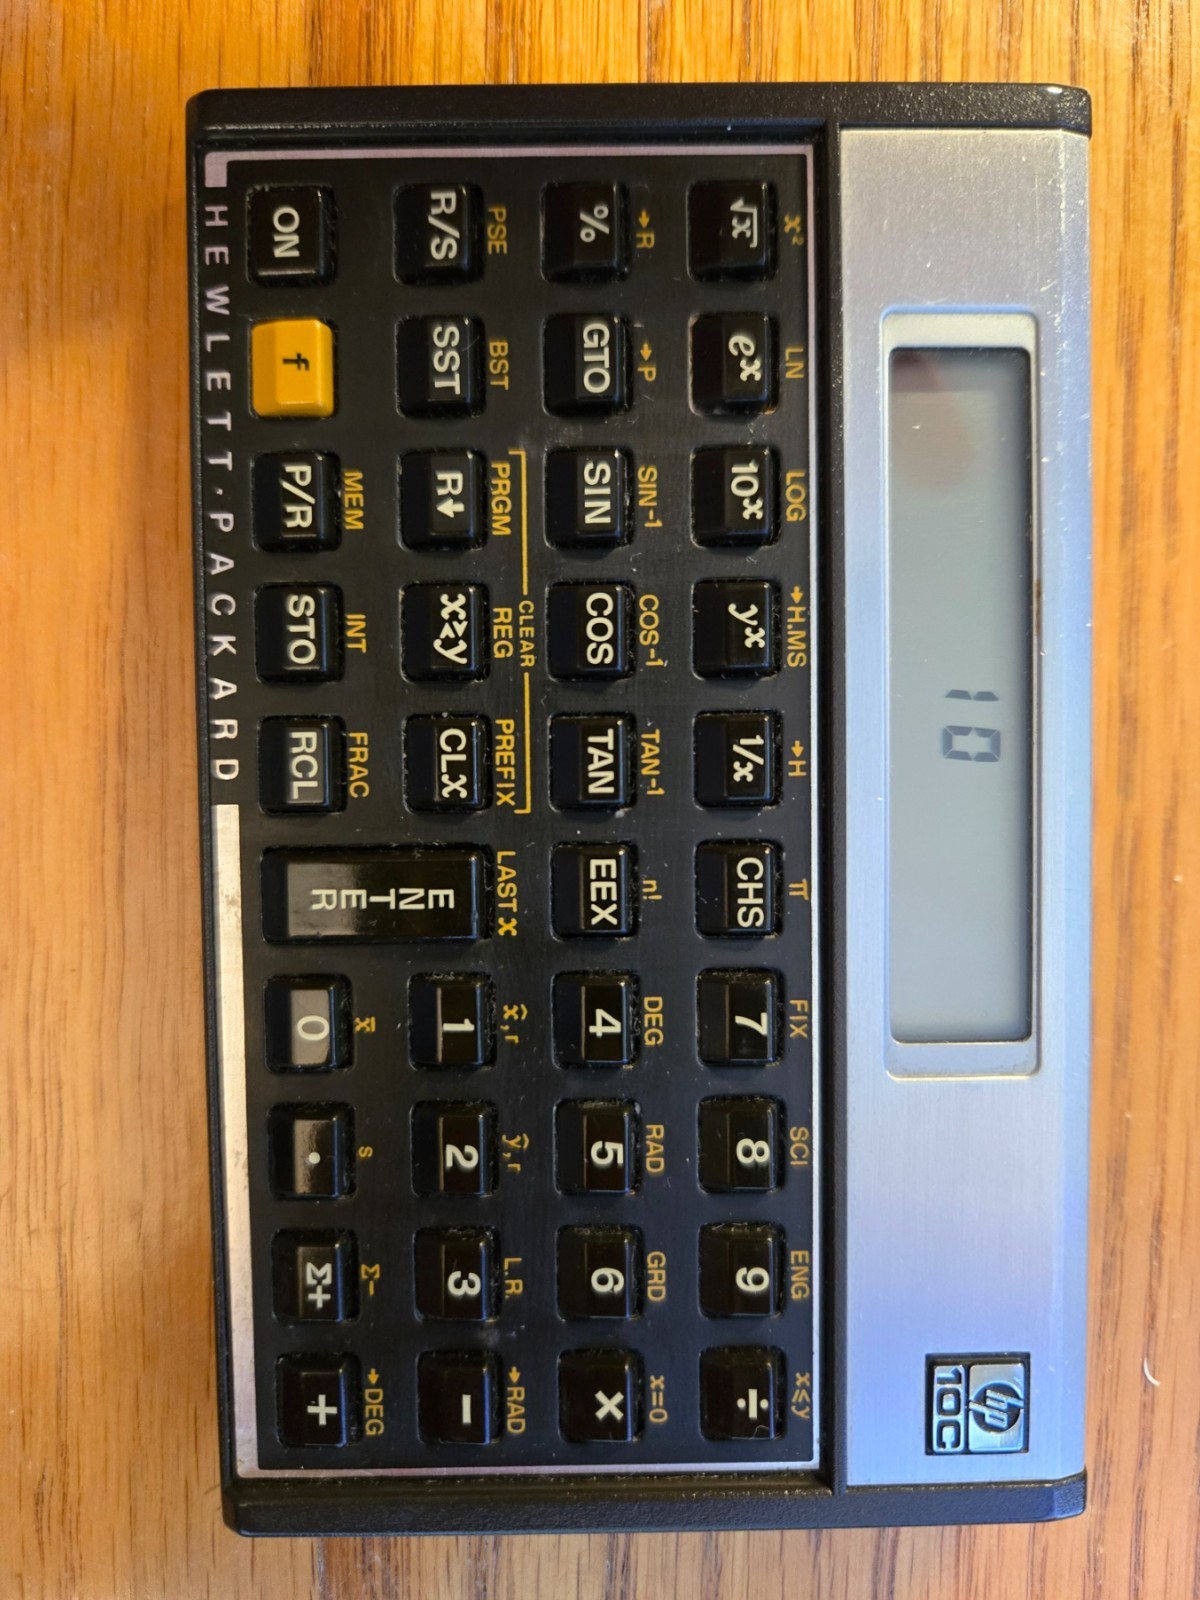 10
hp
10C
x² LN LOG →H.MS →H π FIX SCI ENG x≤y
√x eˣ 10ˣ yˣ 1/x CHS 7 8 9 ÷
→R →P SIN-1 COS-1 TAN-1 n! DEG RAD GRD x=0
% GTO SIN COS TAN EEX 4 5 6 ×
CLEAR
PSE BST PRGM REG PREFIX LAST x x̂,r ŷ,r L.R. →RAD
R/S SST R↓ x≷y CLx ENTER 1 2 3 −
MEM INT FRAC x̄ s Σ− →DEG
ON f P/R STO RCL 0 • Σ+ +
HEWLETT·PACKARD